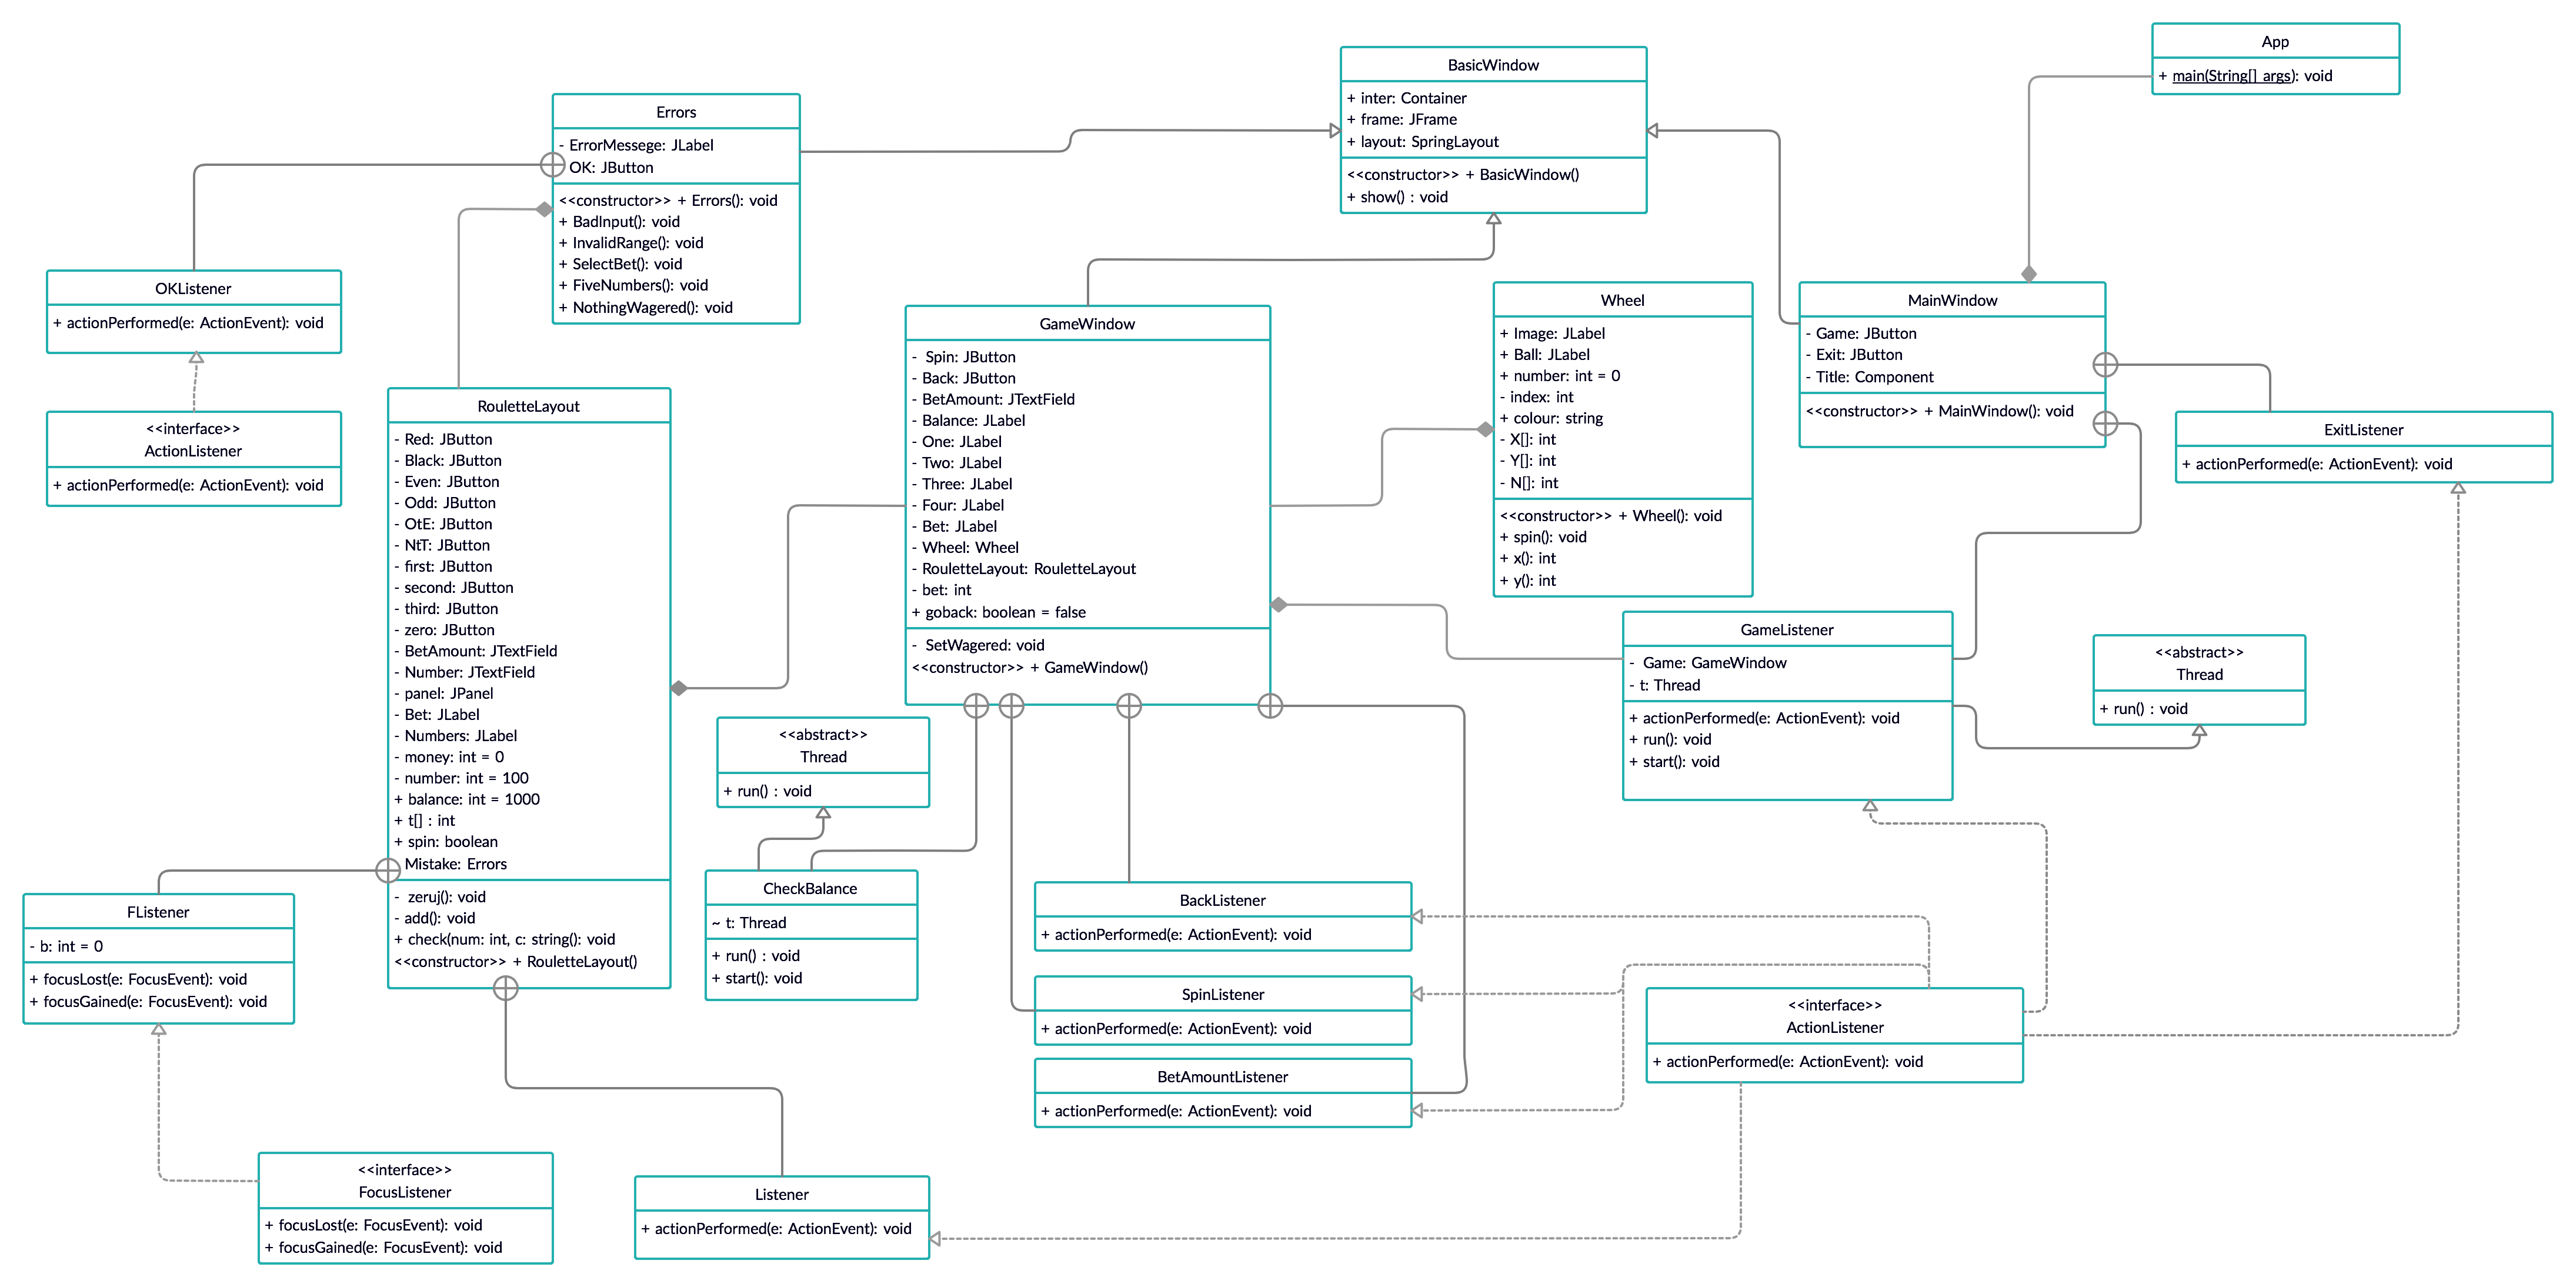 App
+ main(String[] args): void
BasicWindow
+ inter: Container
+ frame: JFrame
+ layout: SpringLayout
<<constructor>> + BasicWindow()
+ show() : void
Errors
- ErrorMessege: JLabel
OK: JButton
<<constructor>> + Errors(): void
+ BadInput(): void
+ InvalidRange(): void
+ SelectBet(): void
+ FiveNumbers(): void
+ NothingWagered(): void
OKListener
+ actionPerformed(e: ActionEvent): void
<<interface>>
ActionListener
+ actionPerformed(e: ActionEvent): void
RouletteLayout
- Red: JButton
- Black: JButton
- Even: JButton
- Odd: JButton
- OtE: JButton
- NtT: JButton
- first: JButton
- second: JButton
- third: JButton
- zero: JButton
- BetAmount: JTextField
- Number: JTextField
- panel: JPanel
- Bet: JLabel
- Numbers: JLabel
- money: int = 0
- number: int = 100
+ balance: int = 1000
+ t[] : int
+ spin: boolean
Mistake: Errors
- zeruj(): void
- add(): void
+ check(num: int, c: string(): void
<<constructor>> + RouletteLayout()
GameWindow
- Spin: JButton
- Back: JButton
- BetAmount: JTextField
- Balance: JLabel
- One: JLabel
- Two: JLabel
- Three: JLabel
- Four: JLabel
- Bet: JLabel
- Wheel: Wheel
- RouletteLayout: RouletteLayout
- bet: int
+ goback: boolean = false
- SetWagered: void
<<constructor>> + GameWindow()
Wheel
+ Image: JLabel
+ Ball: JLabel
+ number: int = 0
- index: int
+ colour: string
- X[]: int
- Y[]: int
- N[]: int
<<constructor>> + Wheel(): void
+ spin(): void
+ x(): int
+ y(): int
MainWindow
- Game: JButton
- Exit: JButton
- Title: Component
<<constructor>> + MainWindow(): void
ExitListener
+ actionPerformed(e: ActionEvent): void
GameListener
- Game: GameWindow
- t: Thread
+ actionPerformed(e: ActionEvent): void
+ run(): void
+ start(): void
<<abstract>>
Thread
+ run() : void
<<abstract>>
Thread
+ run() : void
CheckBalance
~ t: Thread
+ run() : void
+ start(): void
FListener
- b: int = 0
+ focusLost(e: FocusEvent): void
+ focusGained(e: FocusEvent): void
BackListener
+ actionPerformed(e: ActionEvent): void
SpinListener
+ actionPerformed(e: ActionEvent): void
BetAmountListener
+ actionPerformed(e: ActionEvent): void
<<interface>>
ActionListener
+ actionPerformed(e: ActionEvent): void
<<interface>>
FocusListener
+ focusLost(e: FocusEvent): void
+ focusGained(e: FocusEvent): void
Listener
+ actionPerformed(e: ActionEvent): void